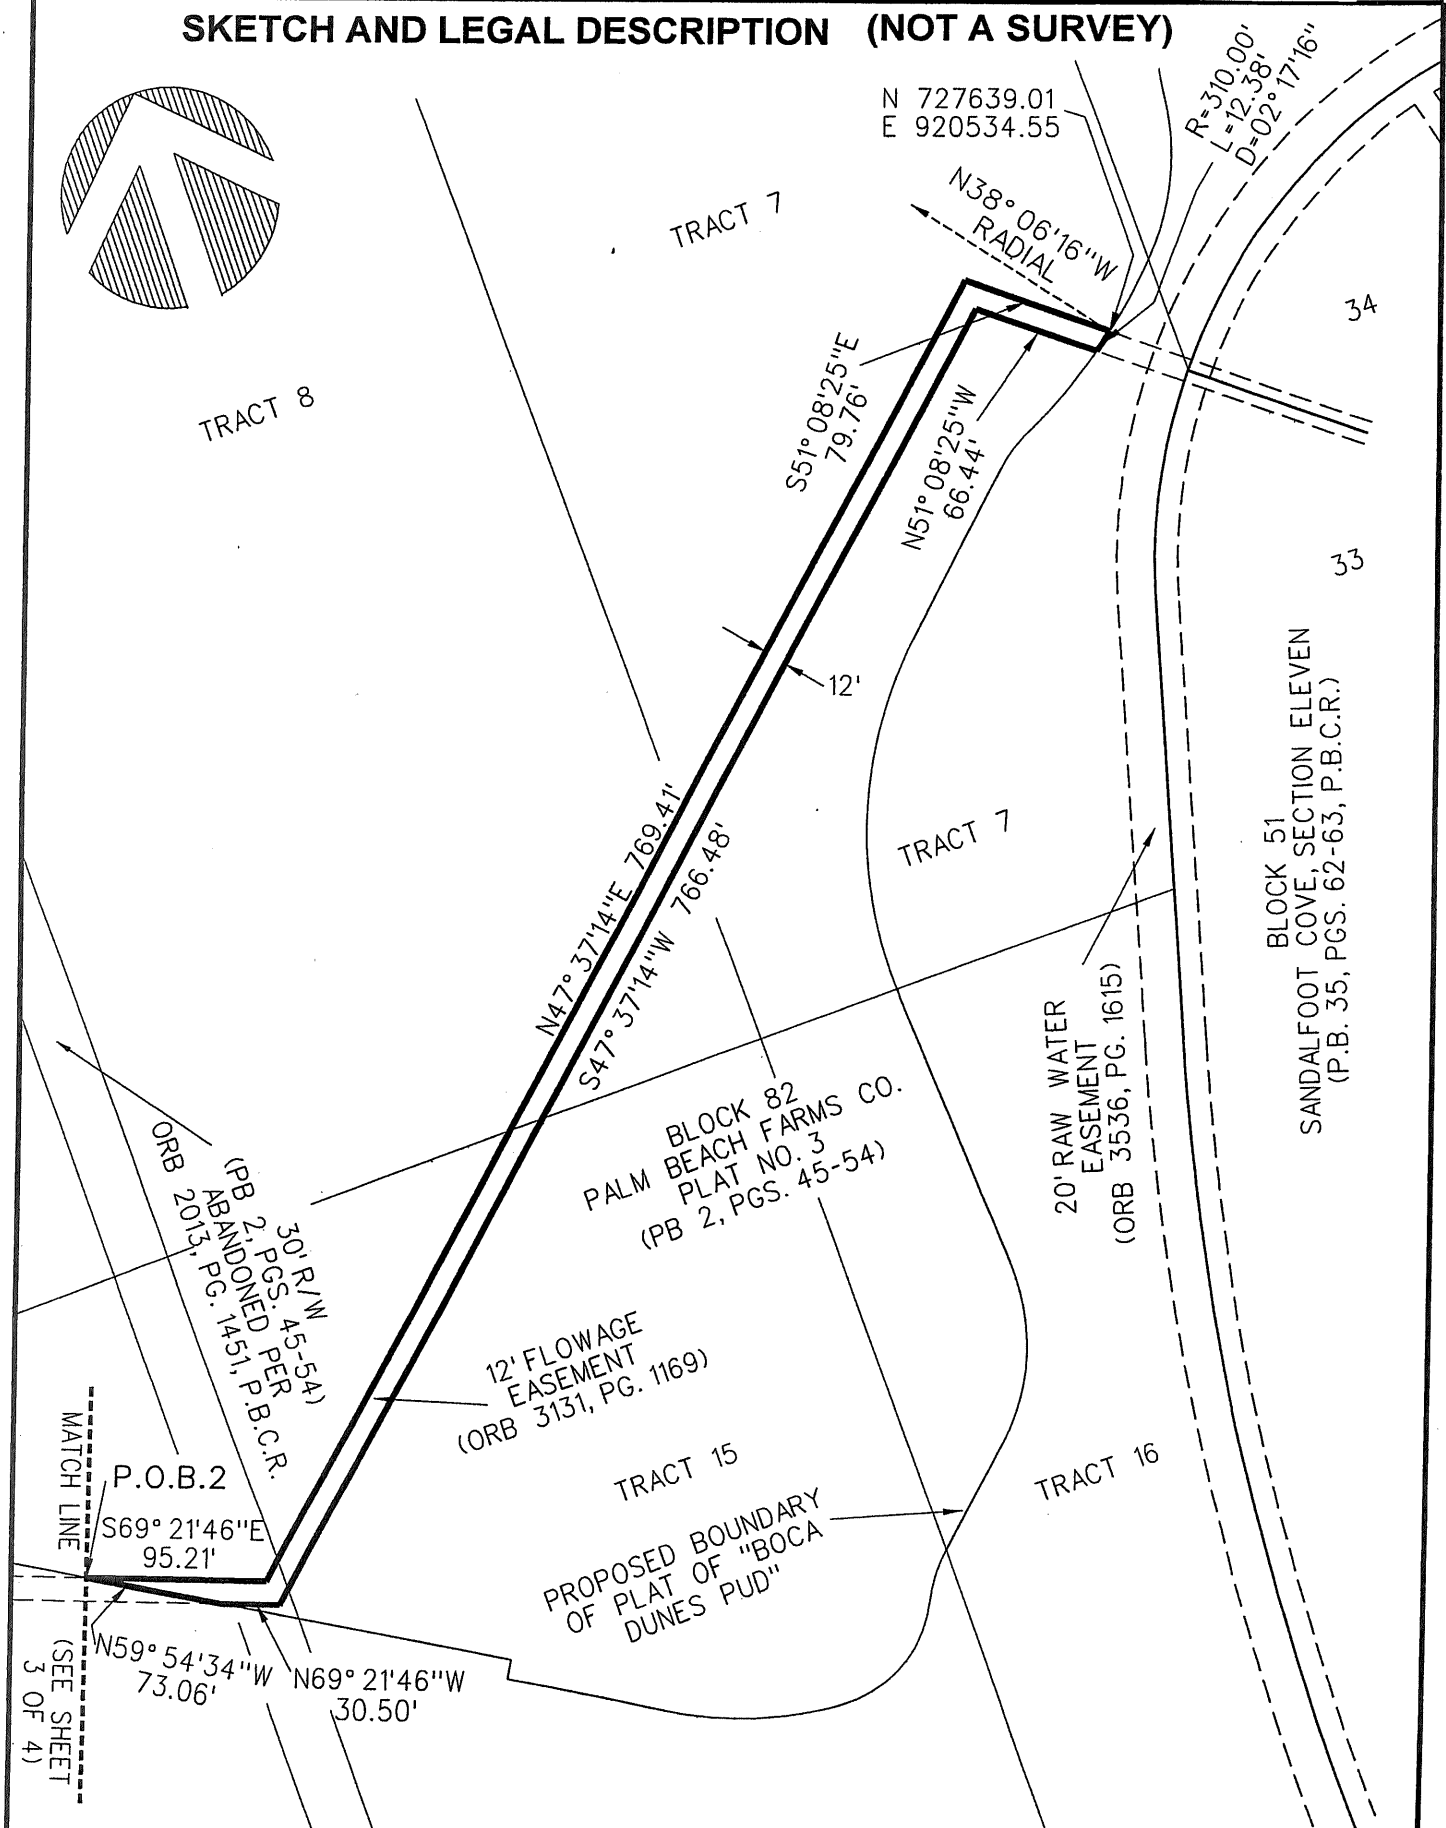 SKETCH AND LEGAL DESCRIPTION (NOT A SURVEY)
N 727639.01
E 920534.55
R=310.00'
L=12.38'
D=02°17'16"
N38°06'16"W
RADIAL
TRACT 7
34
TRACT 8
S51°08'25"E
79.76'
N51°08'25"W
66.44'
33
12'
BLOCK 51
SANDALFOOT COVE, SECTION ELEVEN
(P.B. 35, PGS. 62-63, P.B.C.R.)
N47°37'14"E 769.41'
S47°37'14"W 766.48'
TRACT 7
20' RAW WATER
EASEMENT
(ORB 3536, PG. 1615)
BLOCK 82
PALM BEACH FARMS CO.
PLAT NO. 3
(PB 2, PGS. 45-54)
30' R/W
(PB 2, PGS. 45-54)
ABANDONED PER
ORB 2013, PG. 1451, P.B.C.R.
12' FLOWAGE
EASEMENT
(ORB 3131, PG. 1169)
MATCH LINE
P.O.B.2
S69°21'46"E
95.21'
TRACT 15
TRACT 16
PROPOSED BOUNDARY
OF PLAT OF "BOCA
DUNES PUD"
N59°54'34"W
73.06'
N69°21'46"W
30.50'
(SEE SHEET
3 OF 4)